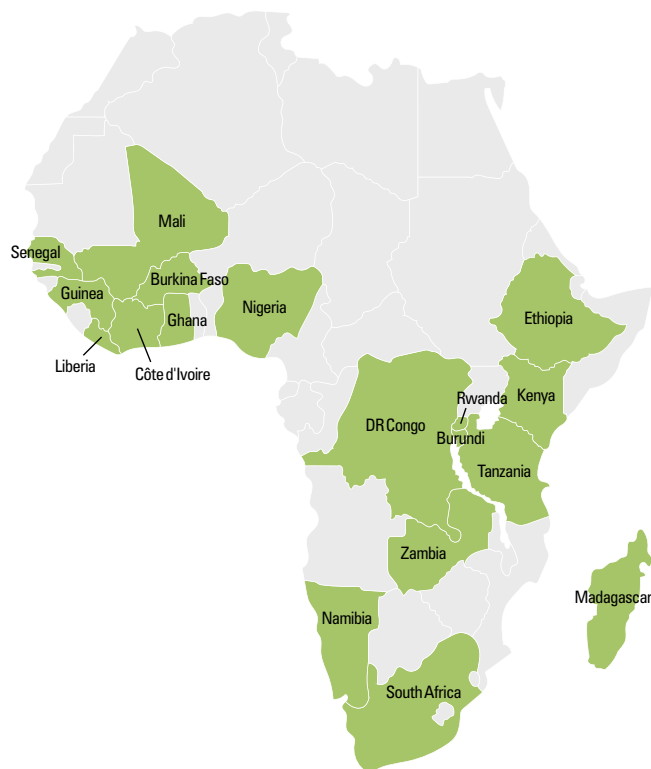 Mali
Senegal
Burkina Faso
Guinea
Ghana
Nigeria
Ethiopia
Liberia
Côte d'Ivoire
Rwanda
Kenya
DR Congo
Burundi
Tanzania
Zambia
Madagascar
Namibia
South Africa